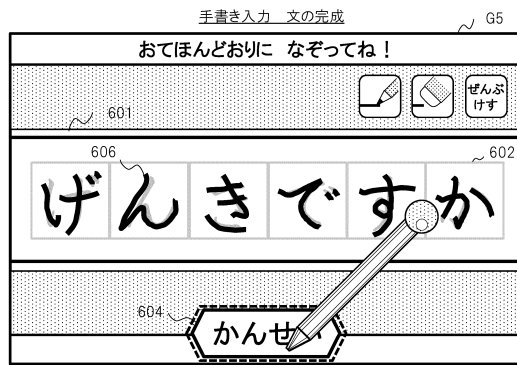 手書き入力　文の完成
G5
おてほんどおりに なぞってね！
ぜんぶ
けす
601
606
602
げんきですか
604
かんせ